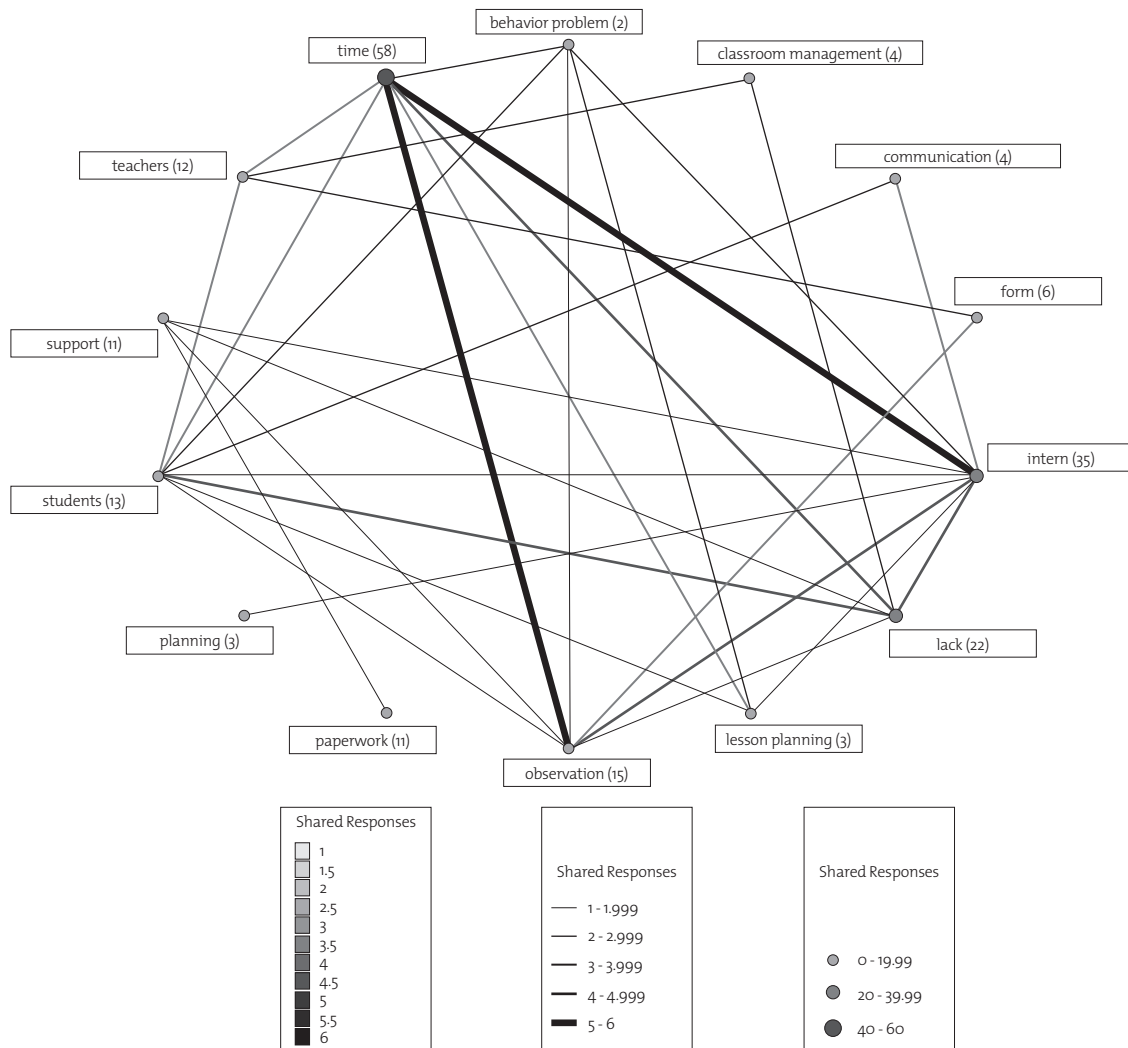 behavior problem (2)
time (58)
classroom management (4)
teachers (12)
communication (4)
form (6)
support (11)
intern (35)
students (13)
planning (3)
lack (22)
paperwork (11)
lesson planning (3)
observation (15)
Shared Responses
1
1.5
2
2.5
3
3.5
4
4.5
5
5.5
6
Shared Responses
1 - 1.999
2 - 2.999
3 - 3.999
4 - 4.999
5 - 6
Shared Responses
0 - 19.99
20 - 39.99
40 - 60